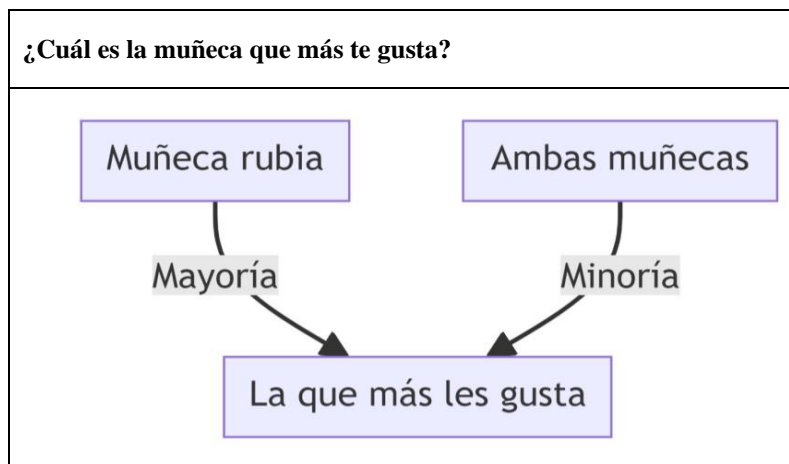 ¿Cuál es la muñeca que más te gusta?
Muñeca rubia
Ambas muñecas
Mayoría
Minoría
La que más les gusta